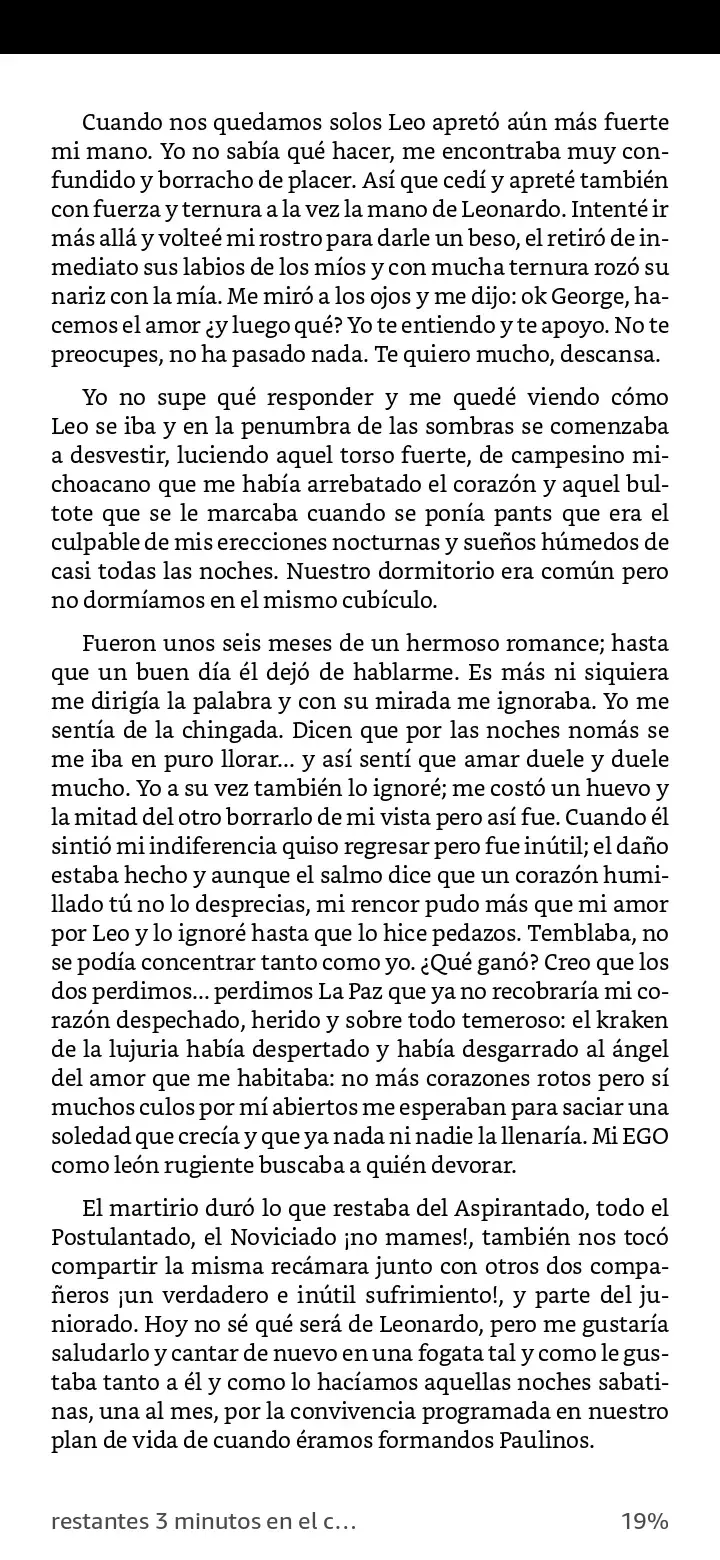 Cuando nos quedamos solos Leo apretó aún más fuerte
mi mano. Yo no sabía qué hacer, me encontraba muy con-
fundido y borracho de placer. Así que cedí y apreté también
con fuerza y ternura a la vez la mano de Leonardo. Intenté ir
más allá y volteé mi rostro para darle un beso, el retiró de in-
mediato sus labios de los míos y con mucha ternura rozó su
nariz con la mía. Me miró a los ojos y me dijo: ok George, ha-
cemos el amor ¿y luego qué? Yo te entiendo y te apoyo. No te
preocupes, no ha pasado nada. Te quiero mucho, descansa.
Yo no supe qué responder y me quedé viendo cómo
Leo se iba y en la penumbra de las sombras se comenzaba
a desvestir, luciendo aquel torso fuerte, de campesino mi-
choacano que me había arrebatado el corazón y aquel bul-
tote que se le marcaba cuando se ponía pants que era el
culpable de mis erecciones nocturnas y sueños húmedos de
casi todas las noches. Nuestro dormitorio era común pero
no dormíamos en el mismo cubículo.
Fueron unos seis meses de un hermoso romance; hasta
que un buen día él dejó de hablarme. Es más ni siquiera
me dirigía la palabra y con su mirada me ignoraba. Yo me
sentía de la chingada. Dicen que por las noches nomás se
me iba en puro llorar... y así sentí que amar duele y duele
mucho. Yo a su vez también lo ignoré; me costó un huevo y
la mitad del otro borrarlo de mi vista pero así fue. Cuando él
sintió mi indiferencia quiso regresar pero fue inútil; el daño
estaba hecho y aunque el salmo dice que un corazón humi-
llado tú no lo desprecias, mi rencor pudo más que mi amor
por Leo y lo ignoré hasta que lo hice pedazos. Temblaba, no
se podía concentrar tanto como yo. ¿Qué ganó? Creo que los
dos perdimos... perdimos La Paz que ya no recobraría mi co-
razón despechado, herido y sobre todo temeroso: el kraken
de la lujuria había despertado y había desgarrado al ángel
del amor que me habitaba: no más corazones rotos pero sí
muchos culos por mí abiertos me esperaban para saciar una
soledad que crecía y que ya nada ni nadie la llenaría. Mi EGO
como león rugiente buscaba a quién devorar.
El martirio duró lo que restaba del Aspirantado, todo el
Postulantado, el Noviciado ¡no mames!, también nos tocó
compartir la misma recámara junto con otros dos compa-
ñeros ¡un verdadero e inútil sufrimiento!, y parte del ju-
niorado. Hoy no sé qué será de Leonardo, pero me gustaría
saludarlo y cantar de nuevo en una fogata tal y como le gus-
taba tanto a él y como lo hacíamos aquellas noches sabati-
nas, una al mes, por la convivencia programada en nuestro
plan de vida de cuando éramos formandos Paulinos.
restantes 3 minutos en el c... 19%